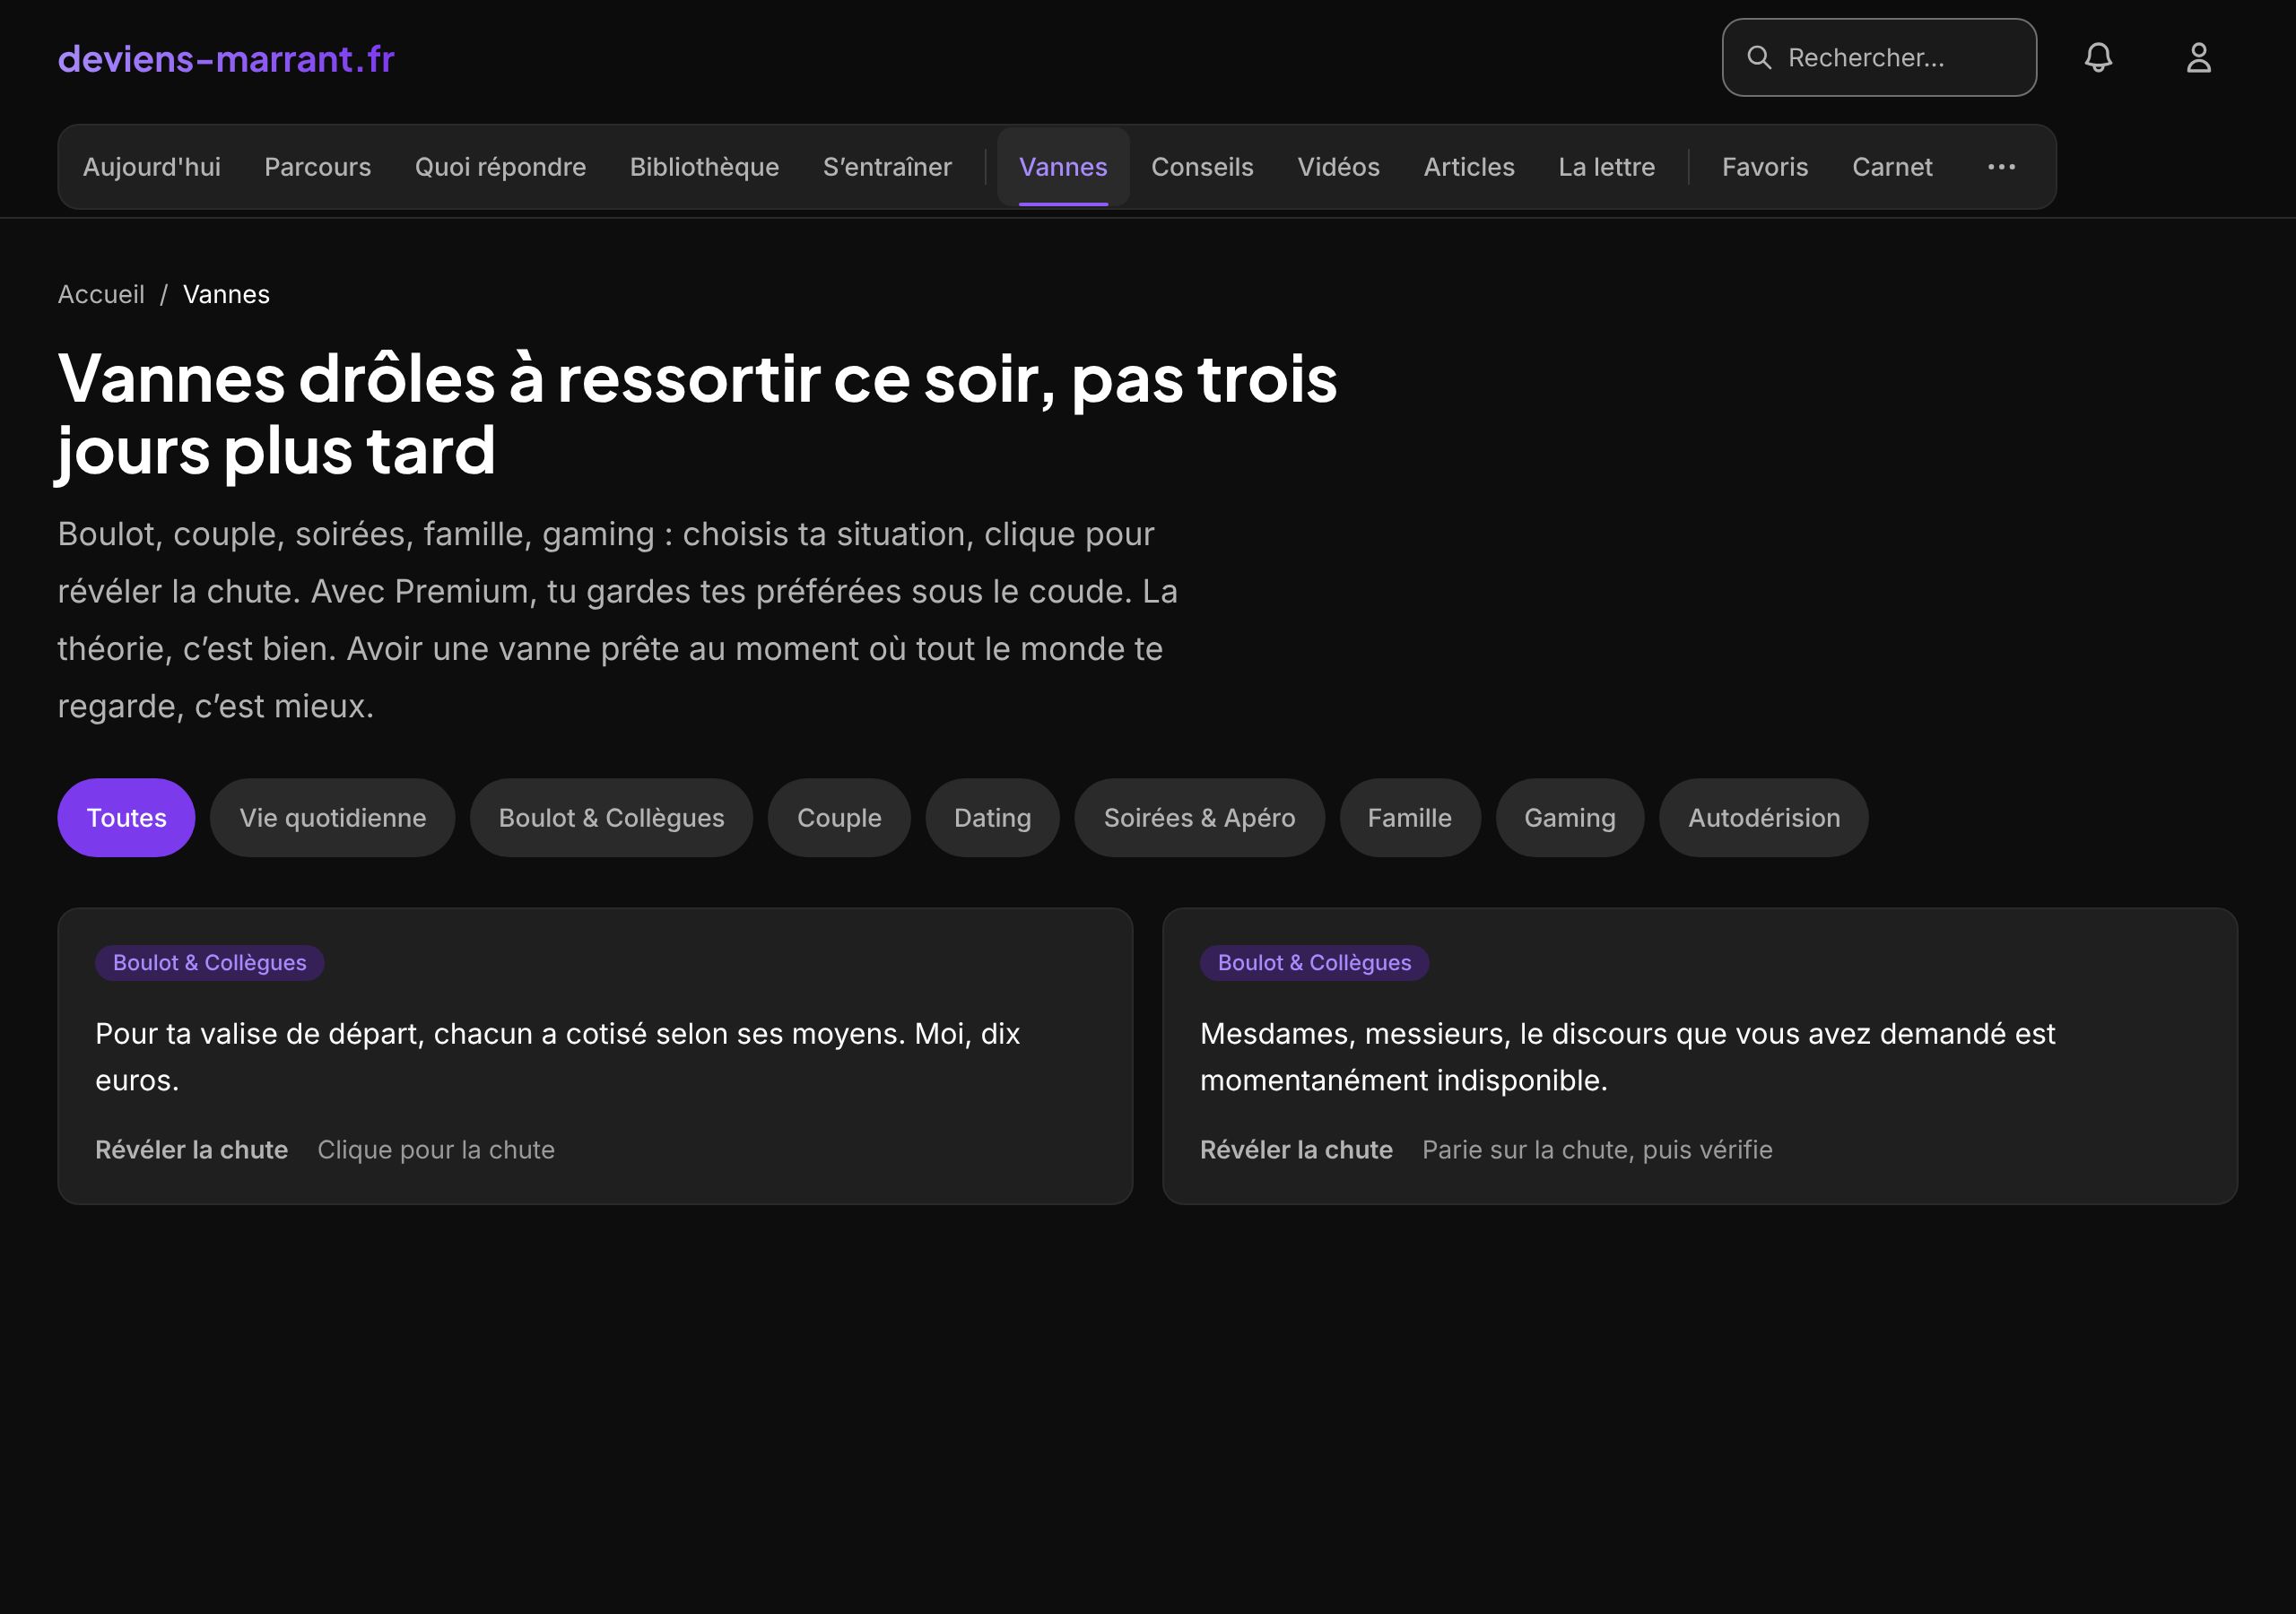 deviens-marrant.fr
Rechercher...
Aujourd'hui Parcours Quoi répondre Bibliothèque S’entraîner Vannes Conseils Vidéos Articles La lettre Favoris Carnet
Accueil / Vannes
Vannes drôles à ressortir ce soir, pas trois
jours plus tard
Boulot, couple, soirées, famille, gaming : choisis ta situation, clique pour
révéler la chute. Avec Premium, tu gardes tes préférées sous le coude. La
théorie, c’est bien. Avoir une vanne prête au moment où tout le monde te
regarde, c’est mieux.
Toutes Vie quotidienne Boulot & Collègues Couple Dating Soirées & Apéro Famille Gaming Autodérision
Boulot & Collègues
Pour ta valise de départ, chacun a cotisé selon ses moyens. Moi, dix
euros.
Révéler la chute Clique pour la chute
Boulot & Collègues
Mesdames, messieurs, le discours que vous avez demandé est
momentanément indisponible.
Révéler la chute Parie sur la chute, puis vérifie